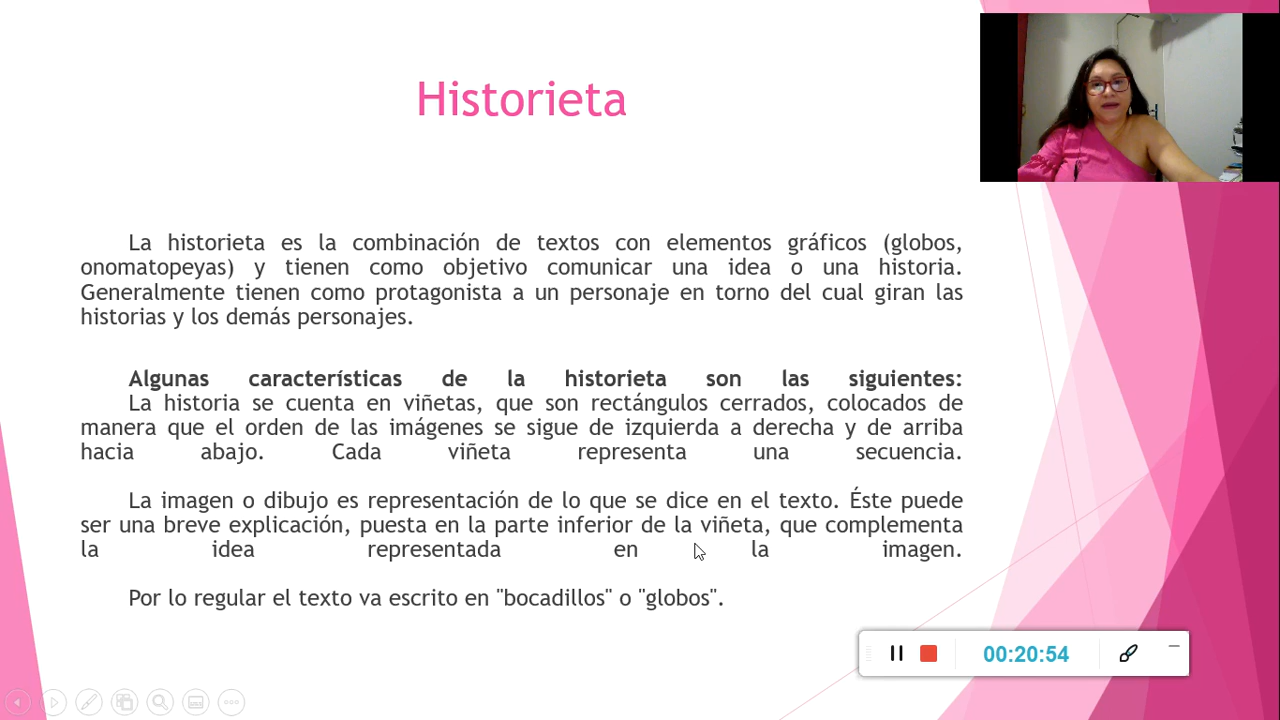 Historieta
La historieta es la combinación de textos con elementos gráficos (globos,
onomatopeyas) y tienen como objetivo comunicar una idea o una historia.
Generalmente tienen como protagonista a un personaje en torno del cual giran las
historias y los demás personajes.
Algunas características de la historieta son las siguientes:
La historia se cuenta en viñetas, que son rectángulos cerrados, colocados de
manera que el orden de las imágenes se sigue de izquierda a derecha y de arriba
hacia abajo. Cada viñeta representa una secuencia.
La imagen o dibujo es representación de lo que se dice en el texto. Éste puede
ser una breve explicación, puesta en la parte inferior de la viñeta, que complementa
la idea representada en la imagen.
Por lo regular el texto va escrito en "bocadillos" o "globos".
00:20:54